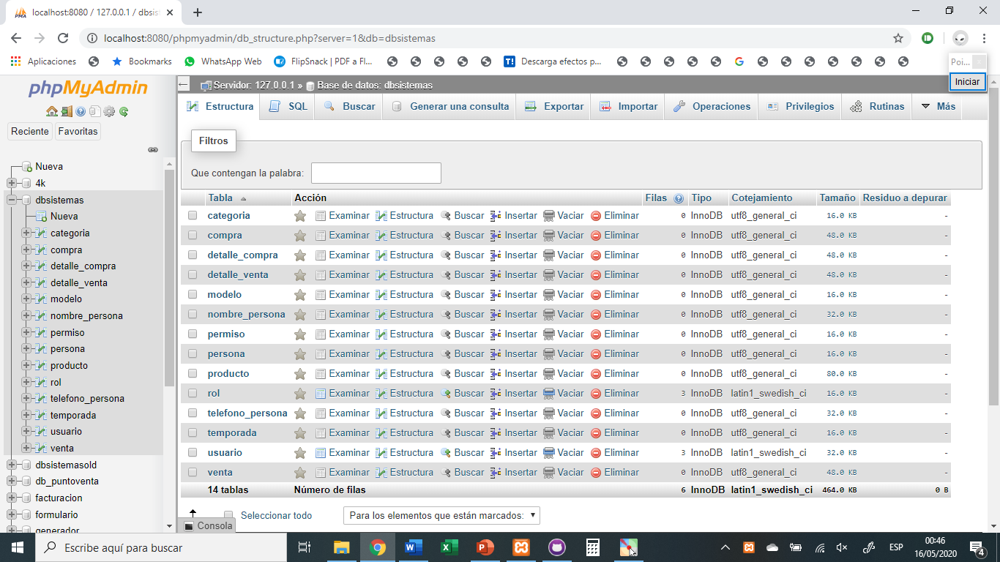 localhost:8080 / 127.0.0.1 / dbsis
localhost:8080/phpmyadmin/db_structure.php?server=1&db=dbsistemas
Aplicaciones Bookmarks WhatsApp Web FlipSnack | PDF a Fl... Descarga efectos p...
Poi...
Iniciar
phpMyAdmin
Reciente Favoritas
Nueva
4k
dbsistemas
Nueva
categoria
compra
detalle_compra
detalle_venta
modelo
nombre_persona
permiso
persona
producto
rol
telefono_persona
temporada
usuario
venta
dbsistemasold
db_puntoventa
facturacion
formulario
generador
Servidor: 127.0.0.1 » Base de datos: dbsistemas
Estructura SQL Buscar Generar una consulta Exportar Importar Operaciones Privilegios Rutinas Más
Filtros
Que contengan la palabra:
Tabla Acción Filas Tipo Cotejamiento Tamaño Residuo a depurar
categoria Examinar Estructura Buscar Insertar Vaciar Eliminar 0 InnoDB utf8_general_ci 16.0 KB -
compra Examinar Estructura Buscar Insertar Vaciar Eliminar 0 InnoDB utf8_general_ci 48.0 KB -
detalle_compra Examinar Estructura Buscar Insertar Vaciar Eliminar 0 InnoDB utf8_general_ci 48.0 KB -
detalle_venta Examinar Estructura Buscar Insertar Vaciar Eliminar 0 InnoDB utf8_general_ci 48.0 KB -
modelo Examinar Estructura Buscar Insertar Vaciar Eliminar 0 InnoDB utf8_general_ci 16.0 KB -
nombre_persona Examinar Estructura Buscar Insertar Vaciar Eliminar 0 InnoDB utf8_general_ci 32.0 KB -
permiso Examinar Estructura Buscar Insertar Vaciar Eliminar 0 InnoDB utf8_general_ci 16.0 KB -
persona Examinar Estructura Buscar Insertar Vaciar Eliminar 0 InnoDB utf8_general_ci 16.0 KB -
producto Examinar Estructura Buscar Insertar Vaciar Eliminar 0 InnoDB utf8_general_ci 80.0 KB -
rol Examinar Estructura Buscar Insertar Vaciar Eliminar 3 InnoDB latin1_swedish_ci 16.0 KB -
telefono_persona Examinar Estructura Buscar Insertar Vaciar Eliminar 0 InnoDB utf8_general_ci 32.0 KB -
temporada Examinar Estructura Buscar Insertar Vaciar Eliminar 0 InnoDB utf8_general_ci 16.0 KB -
usuario Examinar Estructura Buscar Insertar Vaciar Eliminar 3 InnoDB latin1_swedish_ci 32.0 KB -
venta Examinar Estructura Buscar Insertar Vaciar Eliminar 0 InnoDB utf8_general_ci 48.0 KB -
14 tablas Número de filas 6 InnoDB latin1_swedish_ci 464.0 KB 0 B
Seleccionar todo Para los elementos que están marcados:
Consola
Escribe aquí para buscar
ESP
00:46
16/05/2020
4